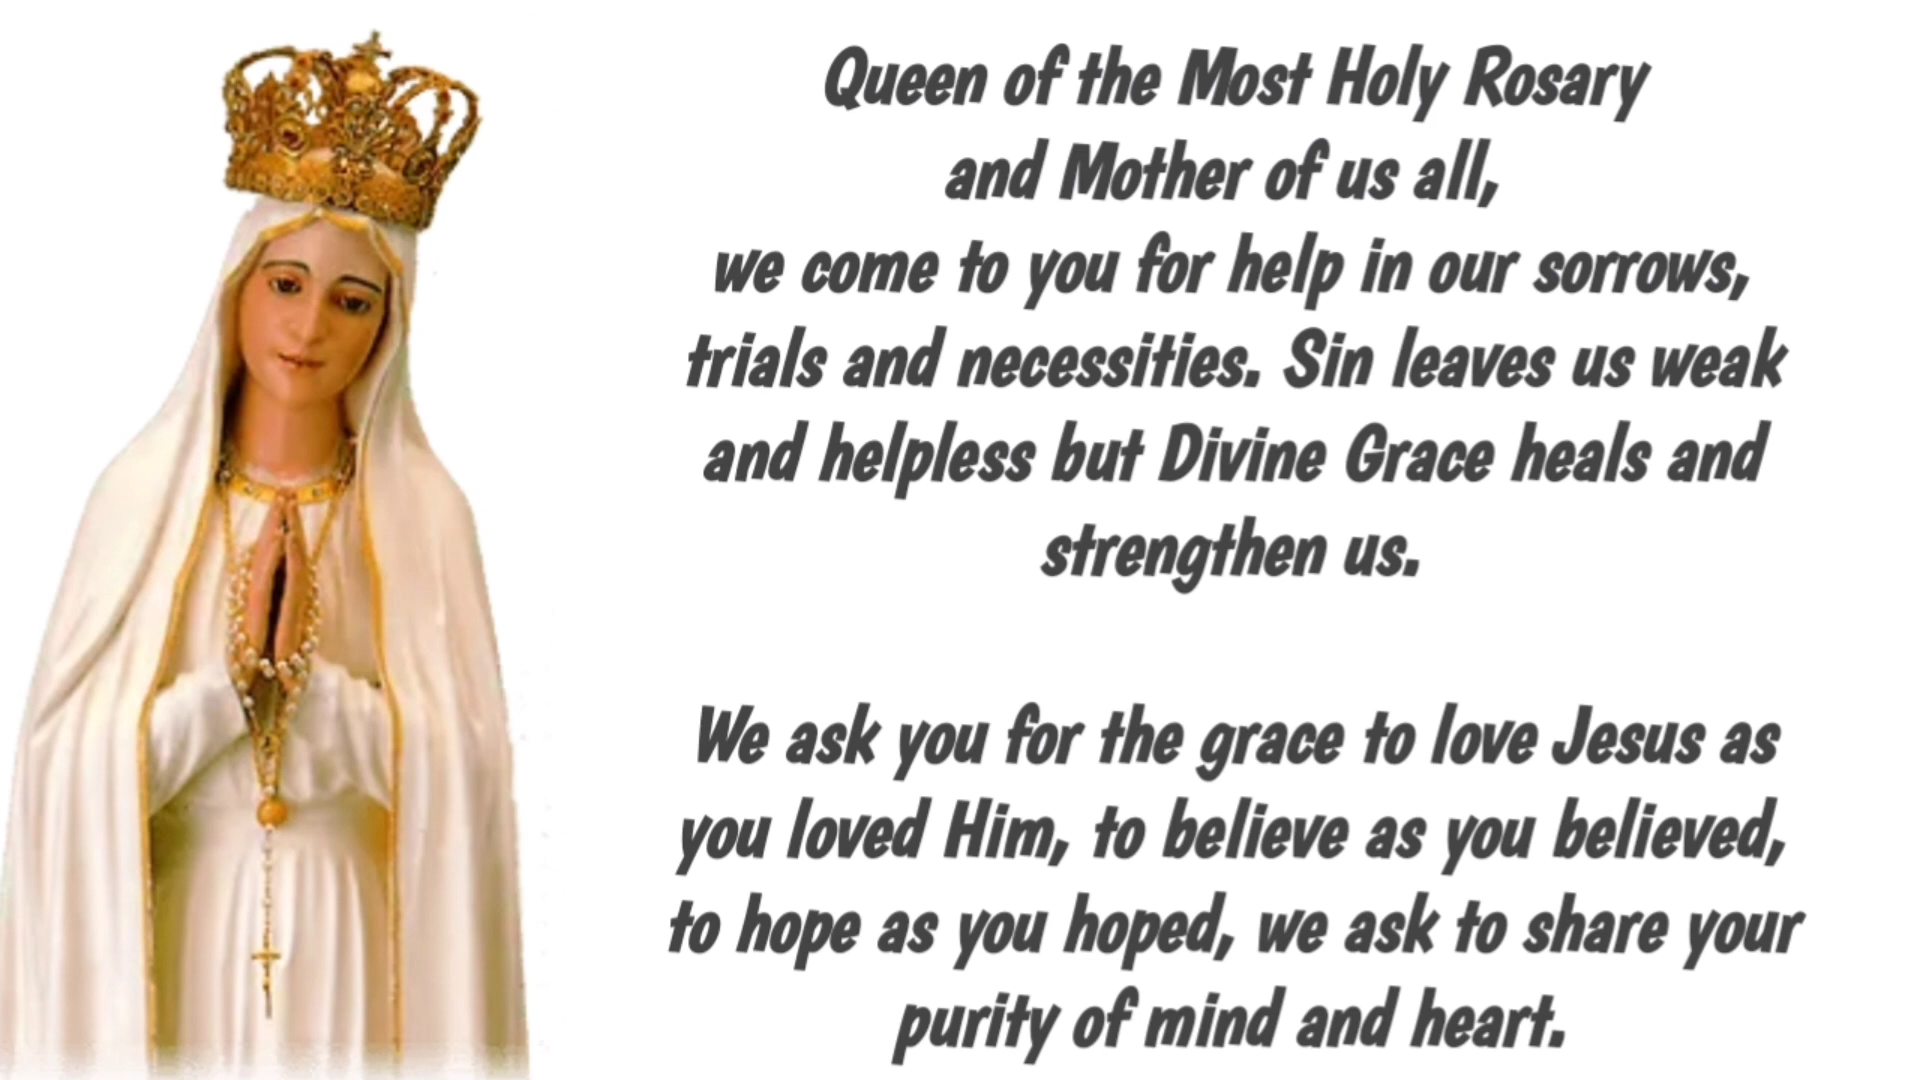 Queen of the Most Holy Rosary
and Mother of us all,
we come to you for help in our sorrows,
trials and necessities. Sin leaves us weak
and helpless but Divine Grace heals and
strengthen us.
We ask you for the grace to love Jesus as
you loved Him, to believe as you believed,
to hope as you hoped, we ask to share your
purity of mind and heart.